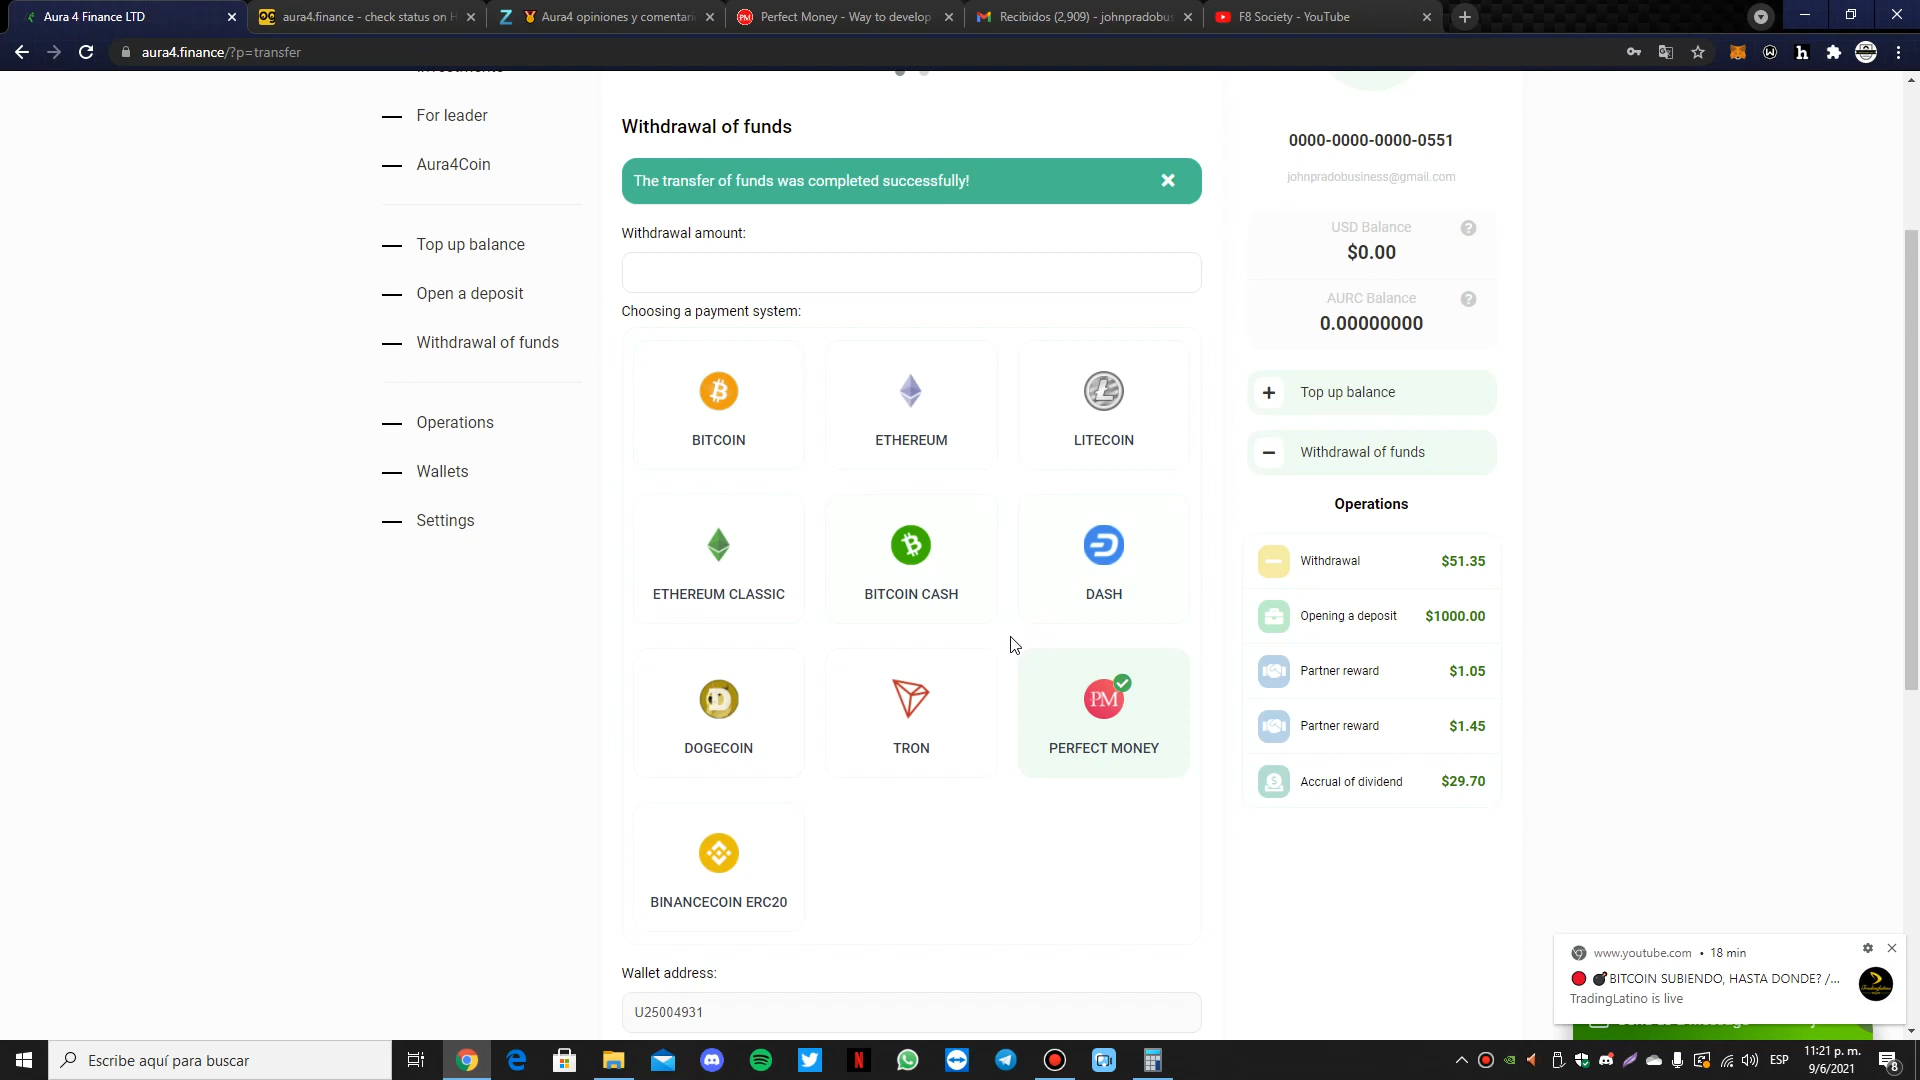 Aura 4 Finance LTD
aura4.finance - check status on H
Aura4 opiniones y comentari
Perfect Money - Way to develop
Recibidos (2,909) - johnpradobus
F8 Society - YouTube
aura4.finance/?p=transfer
For leader
Aura4Coin
Top up balance
Open a deposit
Withdrawal of funds
Operations
Wallets
Settings
Withdrawal of funds
The transfer of funds was completed successfully!
Withdrawal amount:
Choosing a payment system:
BITCOIN
ETHEREUM
LITECOIN
ETHEREUM CLASSIC
BITCOIN CASH
DASH
DOGECOIN
TRON
PM
PERFECT MONEY
BINANCECOIN ERC20
Wallet address:
U25004931
0000-0000-0000-0551
johnpradobusiness@gmail.com
USD Balance
$0.00
AURC Balance
0.00000000
Top up balance
Withdrawal of funds
Operations
Withdrawal $51.35
Opening a deposit $1000.00
Partner reward $1.05
Partner reward $1.45
Accrual of dividend $29.70
www.youtube.com • 18 min
BITCOIN SUBIENDO, HASTA DONDE? /...
TradingLatino is live
Escribe aquí para buscar
ESP
11:21 p. m.
9/6/2021
8